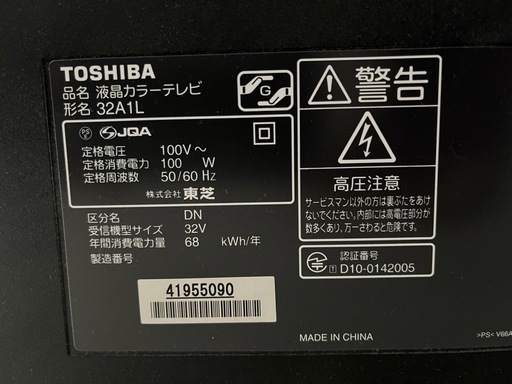 TOSHIBA
品名 液晶カラーテレビ
形名 32A1L
G
PS
E
JQA
定格電圧 100V～
定格消費電力 100 W
定格周波数 50/60 Hz
株式会社 東芝
区分名 DN
受信機型サイズ 32V
年間消費電力量 68 kWh/年
製造番号
41955090
警告
高圧注意
サービスマン以外の方は裏ぶたをあけ
ないでください。内部には高電圧部分が
数多くあり、万一さわると危険です。
認証番号
T D10-0142005
MADE IN CHINA
>PS< V66A